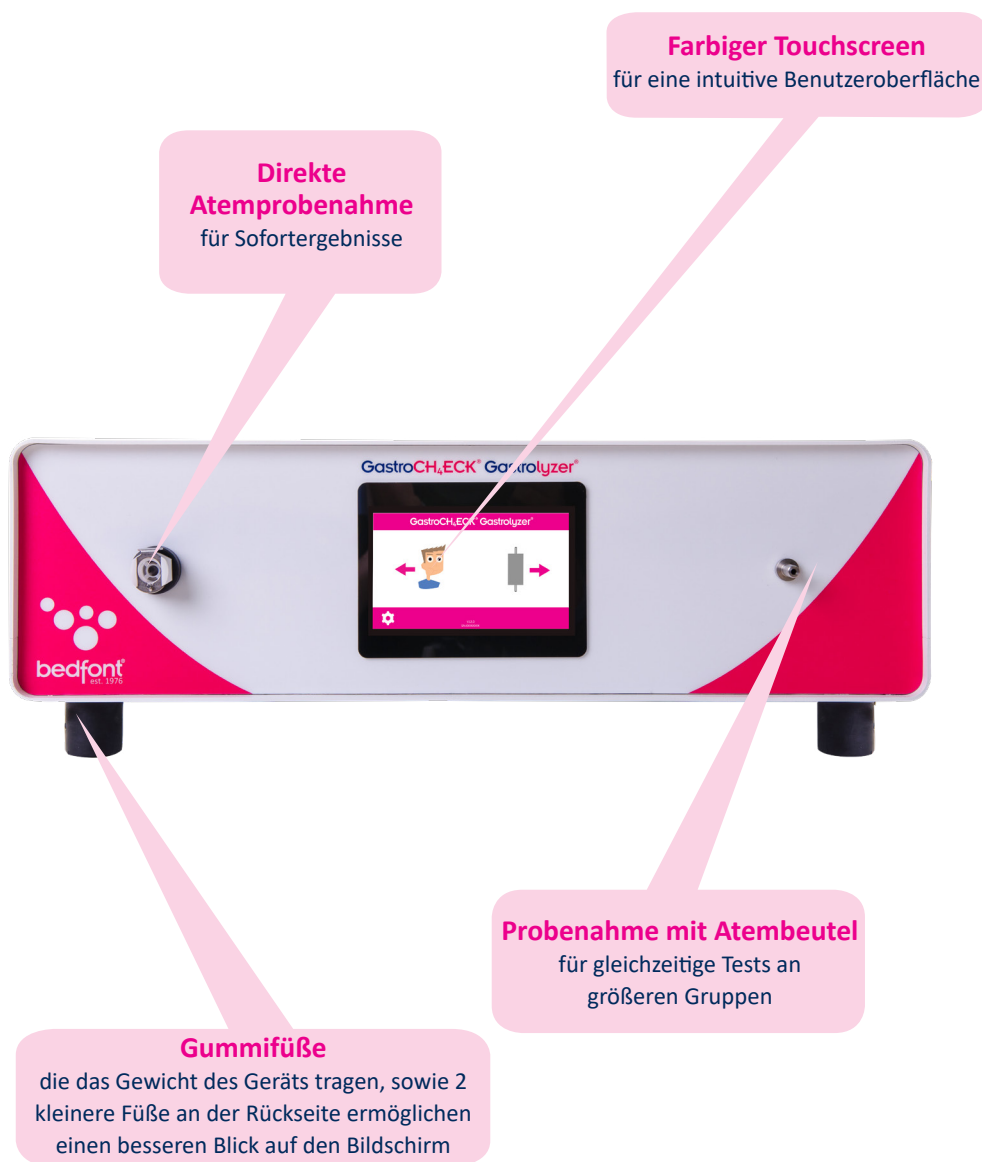 Farbiger Touchscreen
für eine intuitive Benutzeroberfläche
Direkte
Atemprobenahme
für Sofortergebnisse
GastroCH₄ECK® Gastrolyzer®
GastroCH₄ECK® Gastrolyzer®
bedfont®
est. 1976
Probenahme mit Atembeutel
für gleichzeitige Tests an
größeren Gruppen
Gummifüße
die das Gewicht des Geräts tragen, sowie 2
kleinere Füße an der Rückseite ermöglichen
einen besseren Blick auf den Bildschirm